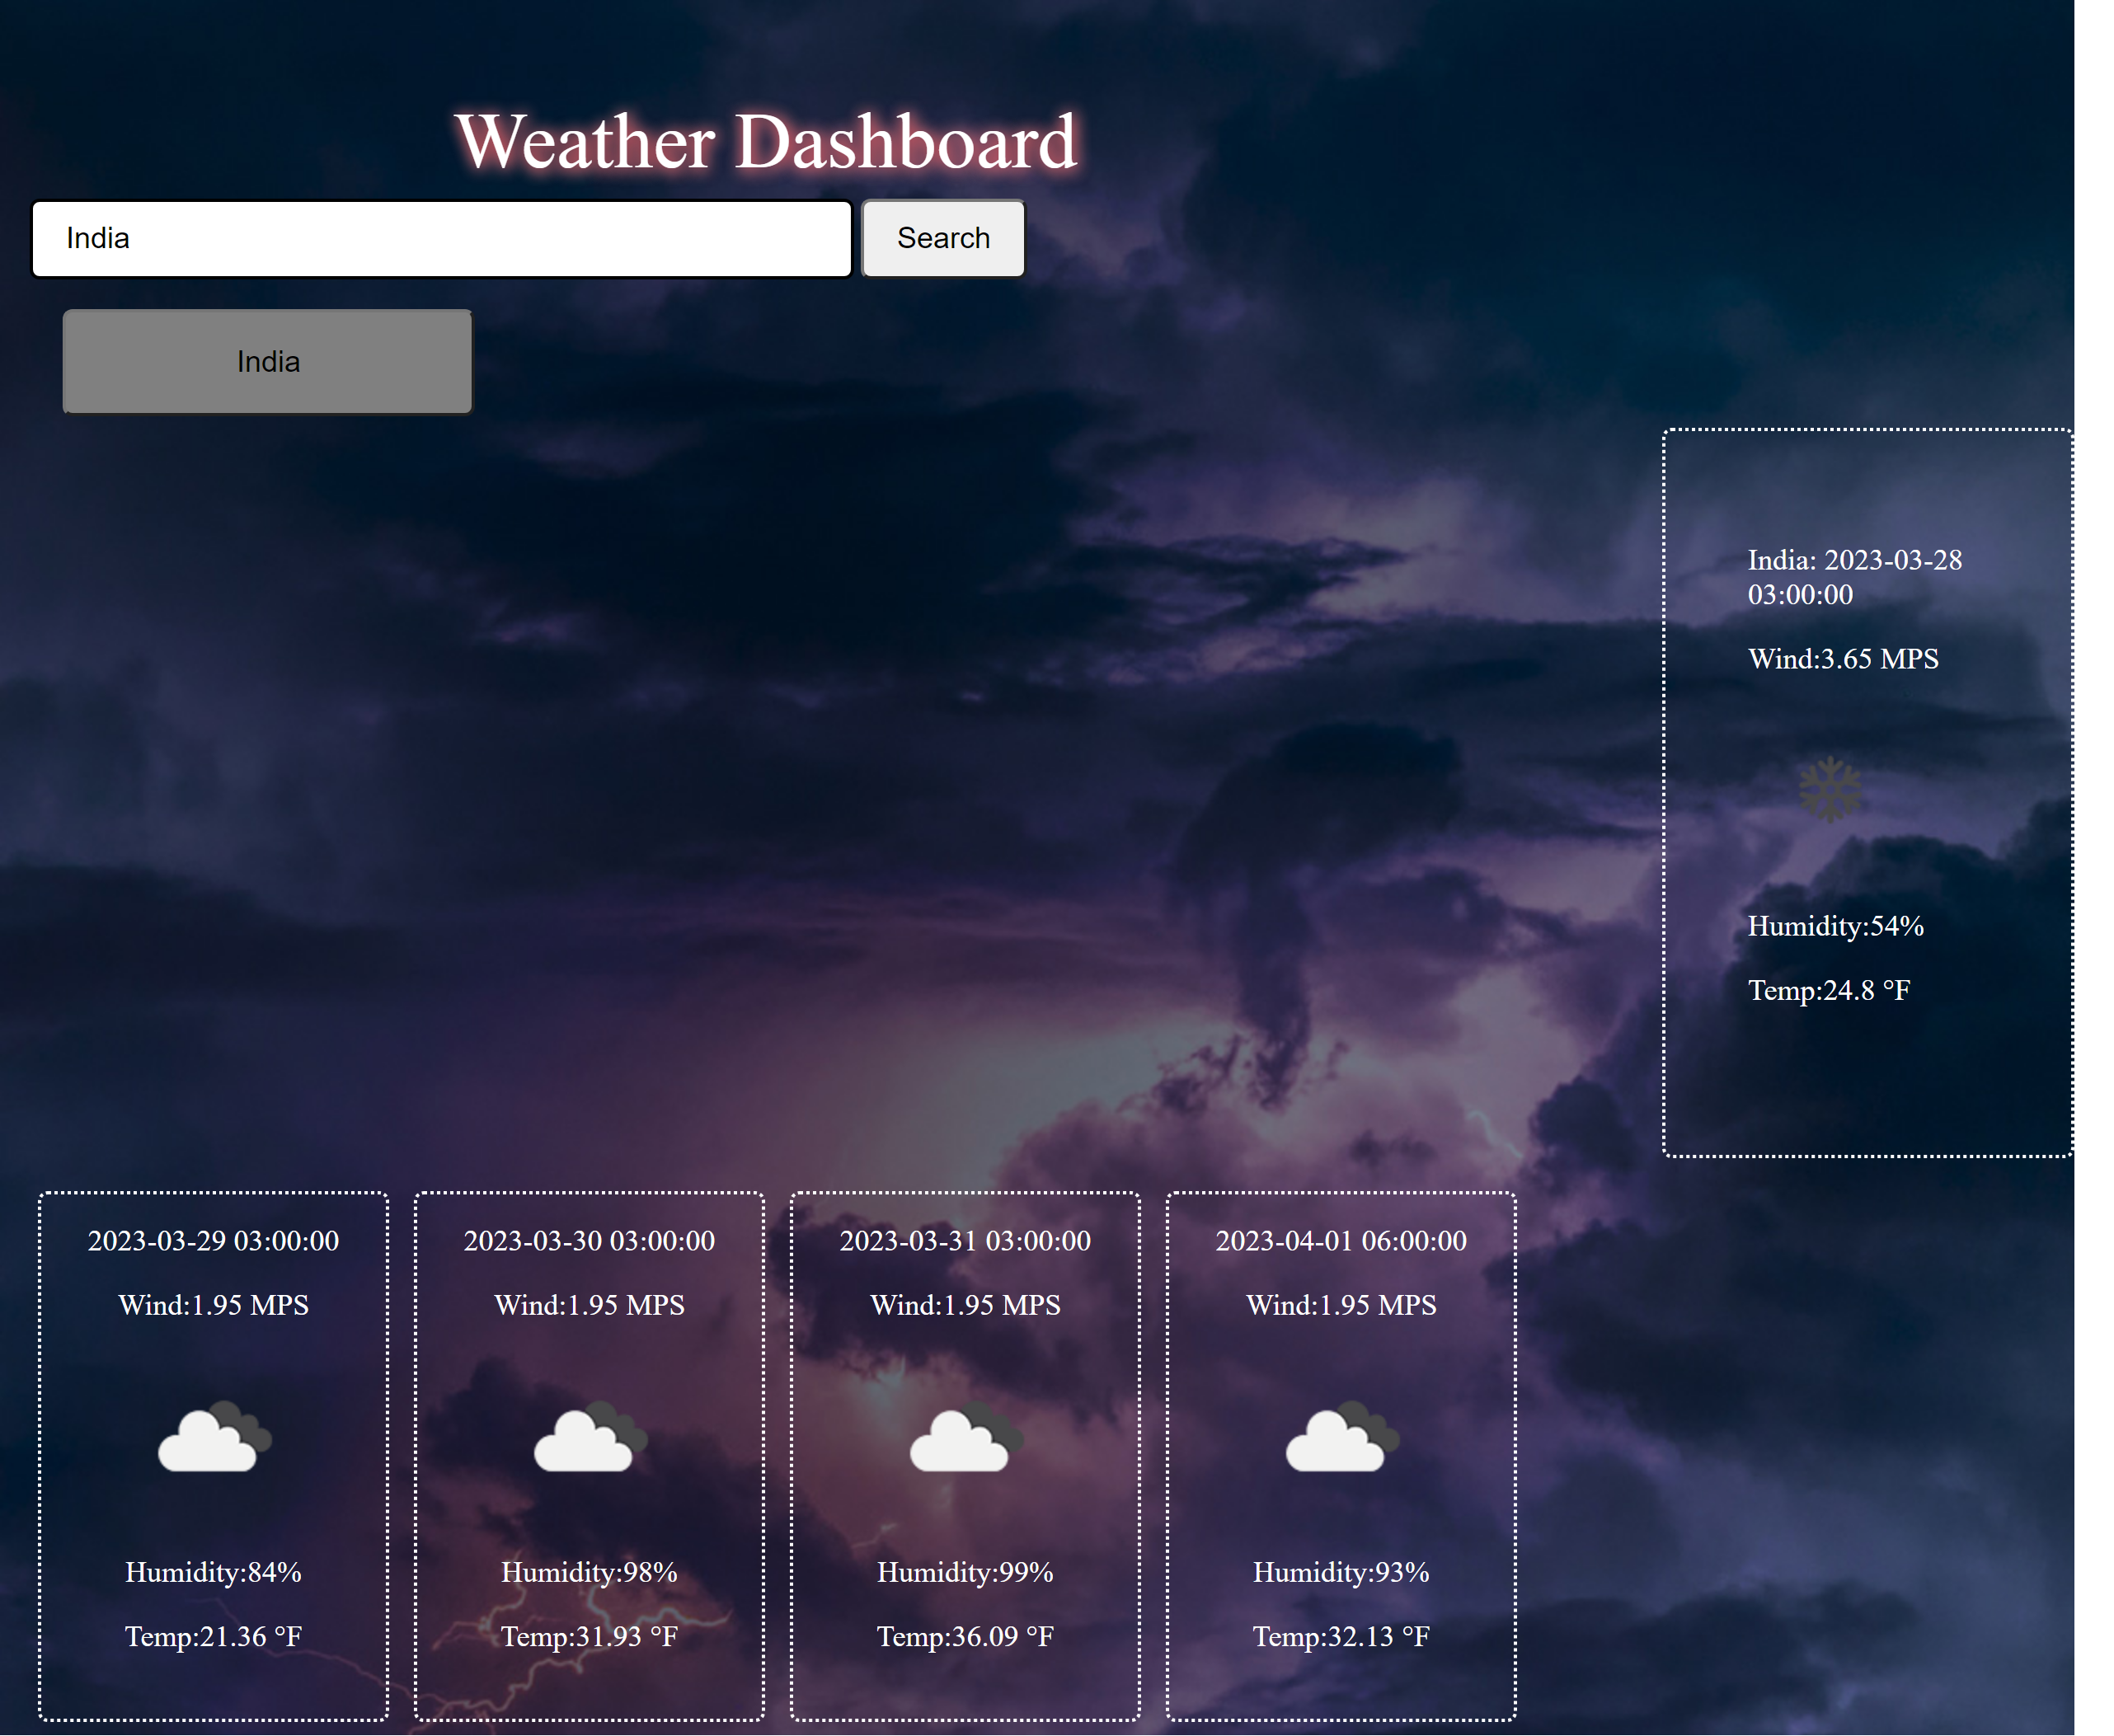 Weather Dashboard
India
Search
India
India: 2023-03-28
03:00:00
Wind:3.65 MPS
Humidity:54%
Temp:24.8 °F
2023-03-29 03:00:00
Wind:1.95 MPS
Humidity:84%
Temp:21.36 °F
2023-03-30 03:00:00
Wind:1.95 MPS
Humidity:98%
Temp:31.93 °F
2023-03-31 03:00:00
Wind:1.95 MPS
Humidity:99%
Temp:36.09 °F
2023-04-01 06:00:00
Wind:1.95 MPS
Humidity:93%
Temp:32.13 °F